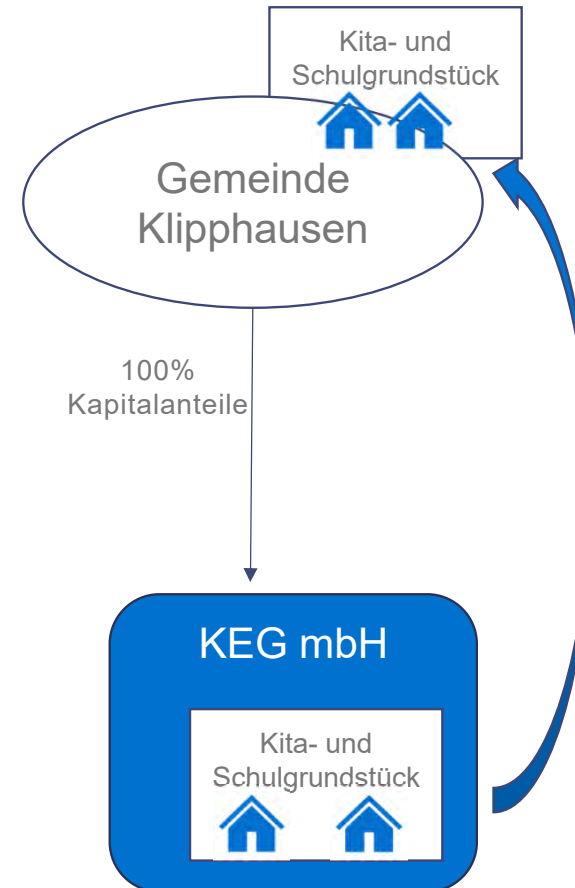 Kita- und
Schulgrundstück
Gemeinde
Klipphausen
100%
Kapitalanteile
KEG mbH
Kita- und
Schulgrundstück